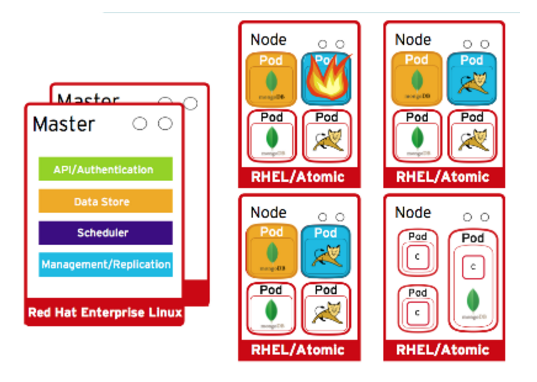 Master
Master
API/Authentication
Data Store
Scheduler
Management/Replication
Red Hat Enterprise Linux
Node
Pod
Pod
mongoDB
Pod
Pod
mongoDB
RHEL/Atomic
Node
Pod
Pod
mongoDB
Pod
Pod
mongoDB
RHEL/Atomic
Node
Pod
Pod
mongoDB
Pod
Pod
mongoDB
RHEL/Atomic
Node
Pod
C
Pod
C
Pod
C
mongoDB
RHEL/Atomic